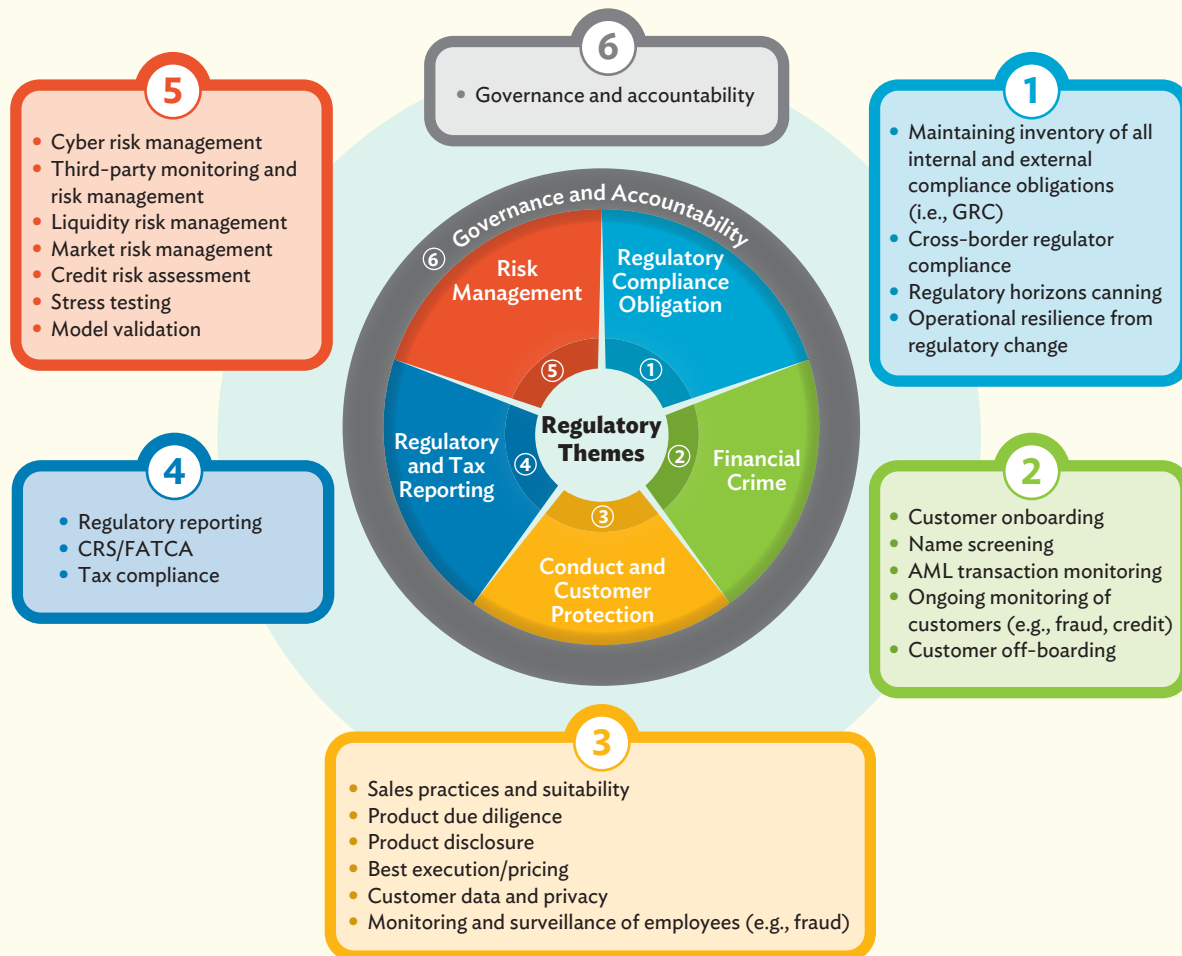 6
• Governance and accountability
5
• Cyber risk management
• Third-party monitoring and
risk management
• Liquidity risk management
• Market risk management
• Credit risk assessment
• Stress testing
• Model validation
1
• Maintaining inventory of all
internal and external
compliance obligations
(i.e., GRC)
• Cross-border regulator
compliance
• Regulatory horizons canning
• Operational resilience from
regulatory change
⑥ Governance and Accountability
Risk
Management
⑤
Regulatory
Compliance
Obligation
①
Regulatory
Themes
Regulatory
and Tax
Reporting
④
Financial
Crime
②
③
Conduct and
Customer
Protection
4
• Regulatory reporting
• CRS/FATCA
• Tax compliance
2
• Customer onboarding
• Name screening
• AML transaction monitoring
• Ongoing monitoring of
customers (e.g., fraud, credit)
• Customer off-boarding
3
• Sales practices and suitability
• Product due diligence
• Product disclosure
• Best execution/pricing
• Customer data and privacy
• Monitoring and surveillance of employees (e.g., fraud)